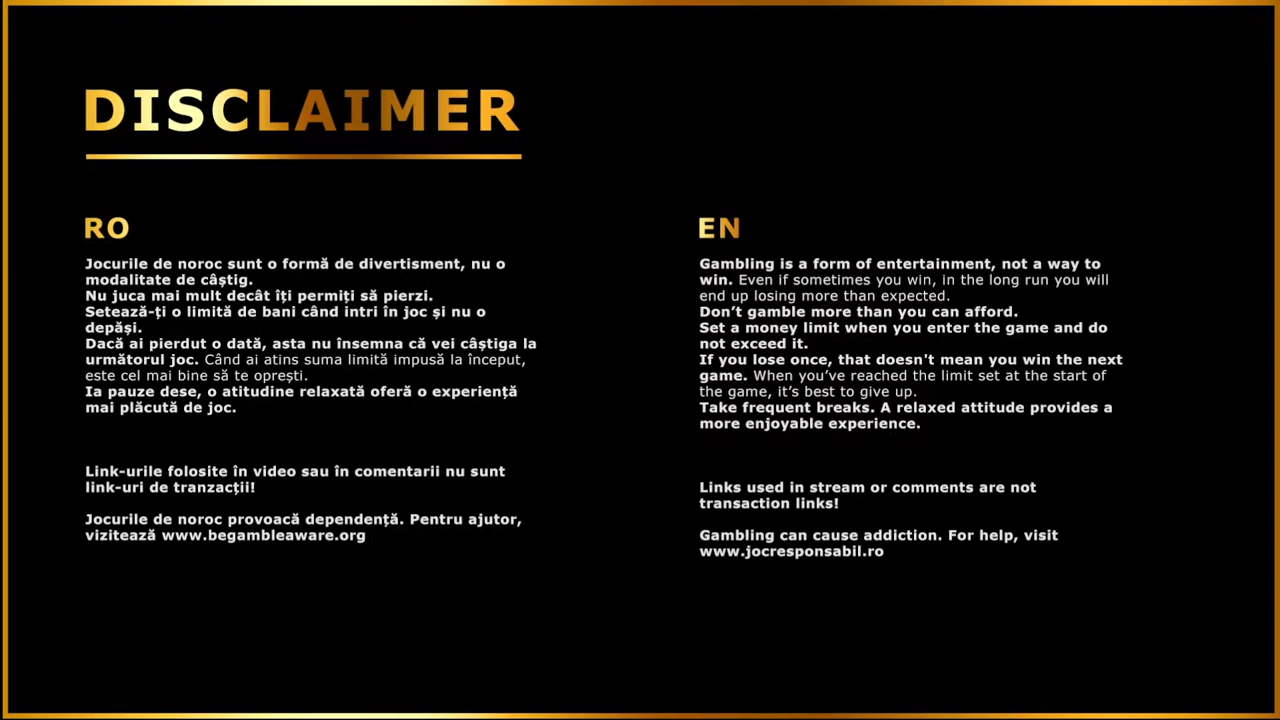 DISCLAIMER
RO
Jocurile de noroc sunt o formă de divertisment, nu o
modalitate de câștig.
Nu juca mai mult decât îți permiți să pierzi.
Setează-ți o limită de bani când intri în joc și nu o
depăși.
Dacă ai pierdut o dată, asta nu însemna că vei câștiga la
următorul joc. Când ai atins suma limită impusă la început,
este cel mai bine să te oprești.
Ia pauze dese, o atitudine relaxată oferă o experiență
mai plăcută de joc.
Link-urile folosite în video sau în comentarii nu sunt
link-uri de tranzacții!
Jocurile de noroc provoacă dependență. Pentru ajutor,
vizitează www.begambleaware.org
EN
Gambling is a form of entertainment, not a way to
win. Even if sometimes you win, in the long run you will
end up losing more than expected.
Don’t gamble more than you can afford.
Set a money limit when you enter the game and do
not exceed it.
If you lose once, that doesn't mean you win the next
game. When you’ve reached the limit set at the start of
the game, it’s best to give up.
Take frequent breaks. A relaxed attitude provides a
more enjoyable experience.
Links used in stream or comments are not
transaction links!
Gambling can cause addiction. For help, visit
www.jocresponsabil.ro